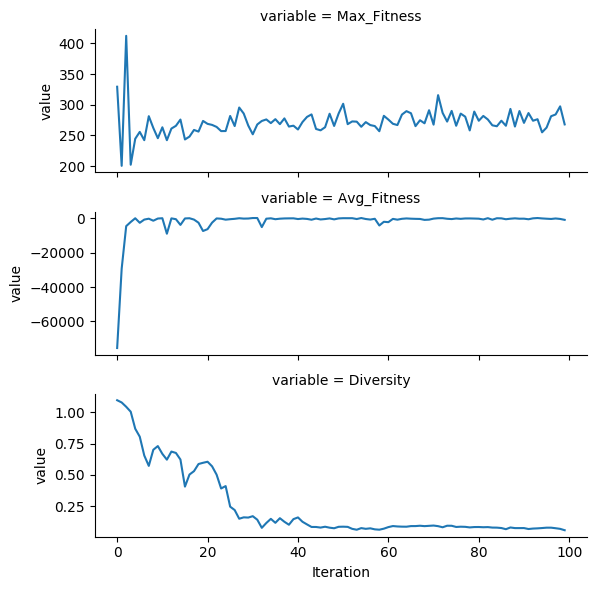 variable = Max_Fitness
400
350
300
250
200
value
variable = Avg_Fitness
0
−20000
−40000
−60000
value
variable = Diversity
1.00
0.75
0.50
0.25
value
0 20 40 60 80 100
Iteration